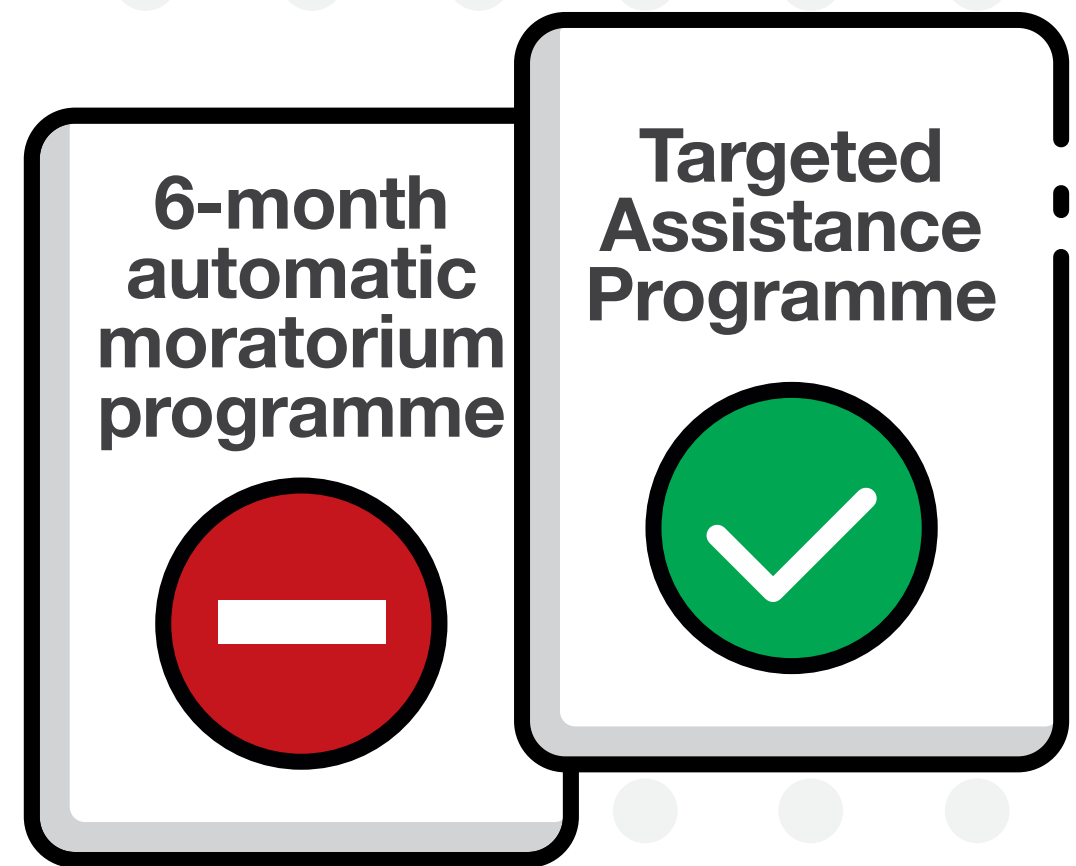 6-month
automatic
moratorium
programme
Targeted
Assistance
Programme